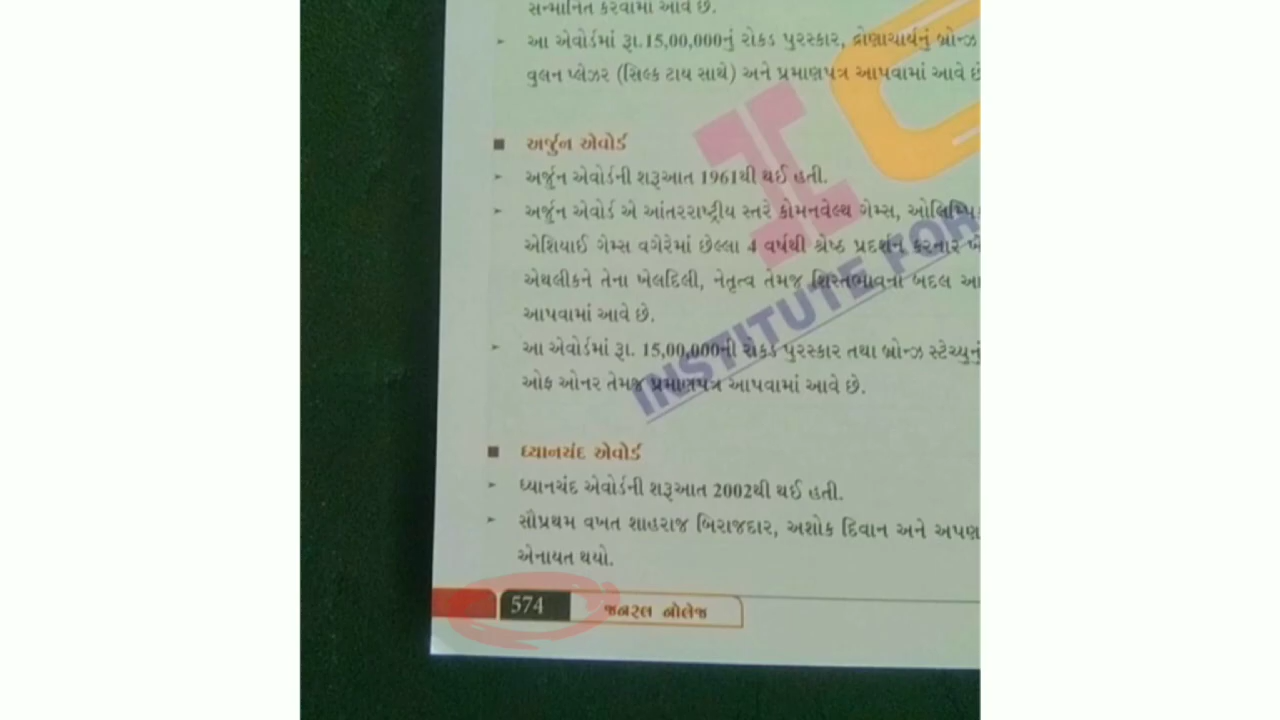 સન્માનિત કરવામાં આવે છે.
➢ આ એવોર્ડમાં રૂા.15,00,000નું રોકડ પુરસ્કાર, દ્રોણાચાર્યનું બ્રોન્ઝ
વુલન બ્લેઝર (સિલ્ક ટાય સાથે) અને પ્રમાણપત્ર આપવામાં આવે
■ અર્જુન એવોર્ડ
➢ અર્જુન એવોર્ડની શરૂઆત 1961થી થઈ હતી.
➢ અર્જુન એવોર્ડ એ આંતરરાષ્ટ્રીય સ્તરે કોમનવેલ્થ ગેમ્સ,
એશિયાઈ ગેમ્સ વગેરેમાં છેલ્લા 4 વર્ષથી શ્રેષ્ઠ પ્રદર્શન કરનાર
એથલીકને તેના ખેલદિલી, નેતૃત્વ તેમજ શિસ્તભાવના બદલ આ
આપવામાં આવે છે.
➢ આ એવોર્ડમાં રૂા. 15,00,000ની રોકડ પુરસ્કાર તથા બ્રોન્ઝ સ્ટેચ્યુનું
ઓફ ઓનર તેમજ પ્રમાણપત્ર આપવામાં આવે છે.
■ ધ્યાનચંદ એવોર્ડ
➢ ધ્યાનચંદ એવોર્ડની શરૂઆત 2002થી થઈ હતી.
➢ સૌપ્રથમ વખત શાહરાજ બિરાજદાર, અશોક દિવાન અને અપણ
એનાયત થયો.
574 જનરલ નોલેજ
INSTITUTE FOR